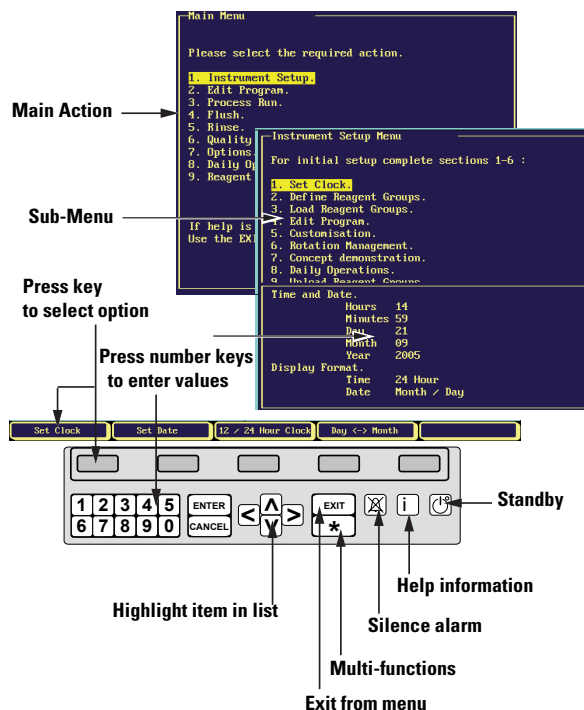 Main Menu
Please select the required action.
1. Instrument Setup.
2. Edit Program.
3. Process Run.
4. Flush.
5. Rinse.
6. Quality
7. Options.
8. Daily Op
9. Reagent
If help is
Use the EXI
Instrument Setup Menu
For initial setup complete sections 1-6 :
1. Set Clock.
2. Define Reagent Groups.
3. Load Reagent Groups.
4. Edit Program.
5. Customisation.
6. Rotation Management.
7. Concept demonstration.
8. Daily Operations.
9. Unload Reagent Groups
Time and Date.
Hours 14
Minutes 59
Day 21
Month 09
Year 2005
Display Format.
Time 24 Hour
Date Month / Day
Main Action
Sub-Menu
Press key
to select option
Press number keys
to enter values
Set Clock Set Date 12 / 24 Hour Clock Day <-> Month
1 2 3 4 5 ENTER < ^ > EXIT i
6 7 8 9 0 CANCEL V *
Standby
Help information
Highlight item in list
Silence alarm
Multi-functions
Exit from menu